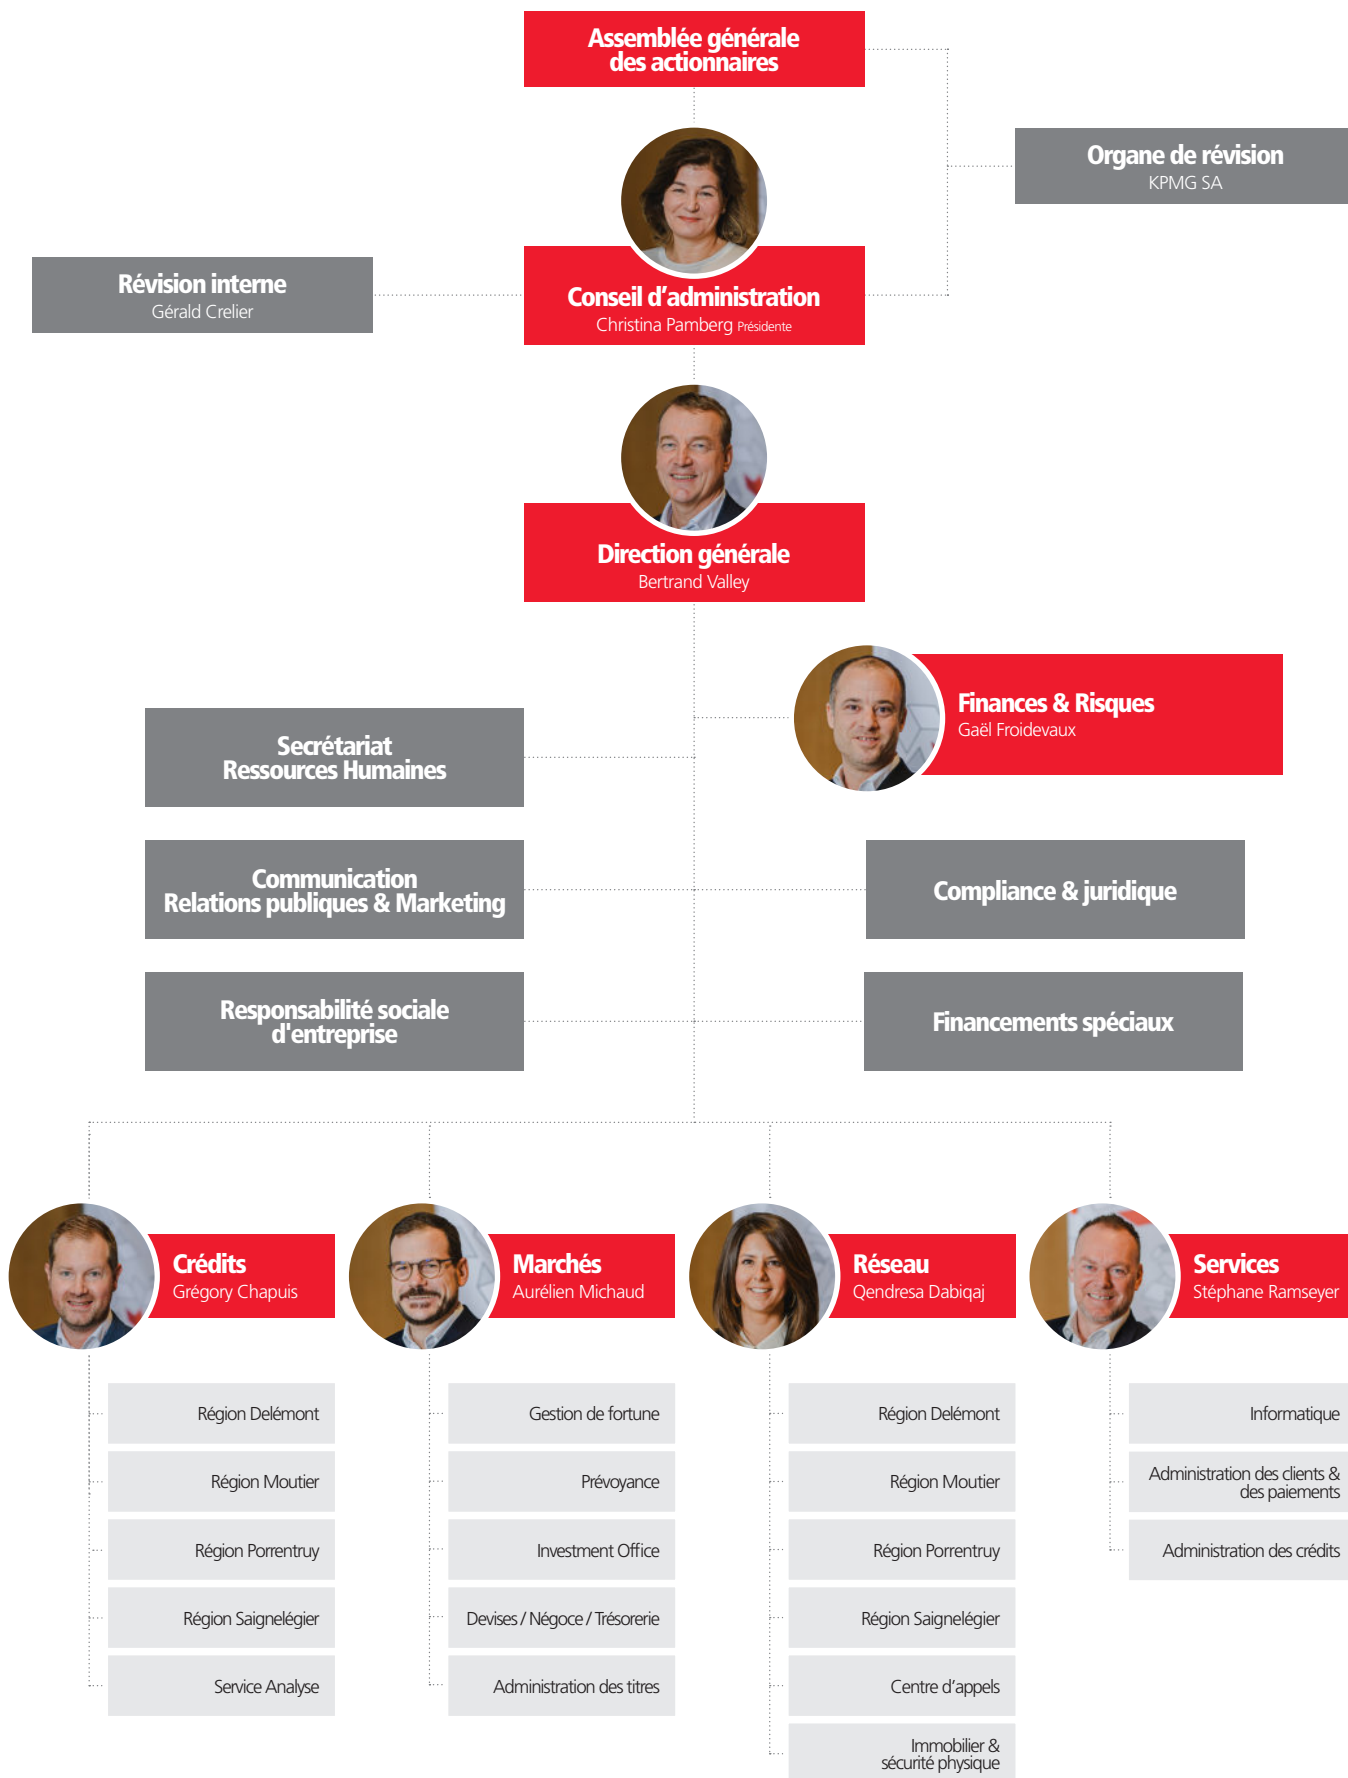 Assemblée générale
des actionnaires
Organe de révision
KPMG SA
Révision interne
Gérald Crelier
Conseil d’administration
Christina Pamberg Présidente
Direction générale
Bertrand Valley
Finances & Risques
Gaël Froidevaux
Secrétariat
Ressources Humaines
Communication
Relations publiques & Marketing
Compliance & juridique
Responsabilité sociale
d'entreprise
Financements spéciaux
Crédits
Grégory Chapuis
Région Delémont
Région Moutier
Région Porrentruy
Région Saignelégier
Service Analyse
Marchés
Aurélien Michaud
Gestion de fortune
Prévoyance
Investment Office
Devises / Négoce / Trésorerie
Administration des titres
Réseau
Qendresa Dabiqaj
Région Delémont
Région Moutier
Région Porrentruy
Région Saignelégier
Centre d’appels
Immobilier &
sécurité physique
Services
Stéphane Ramseyer
Informatique
Administration des clients &
des paiements
Administration des crédits